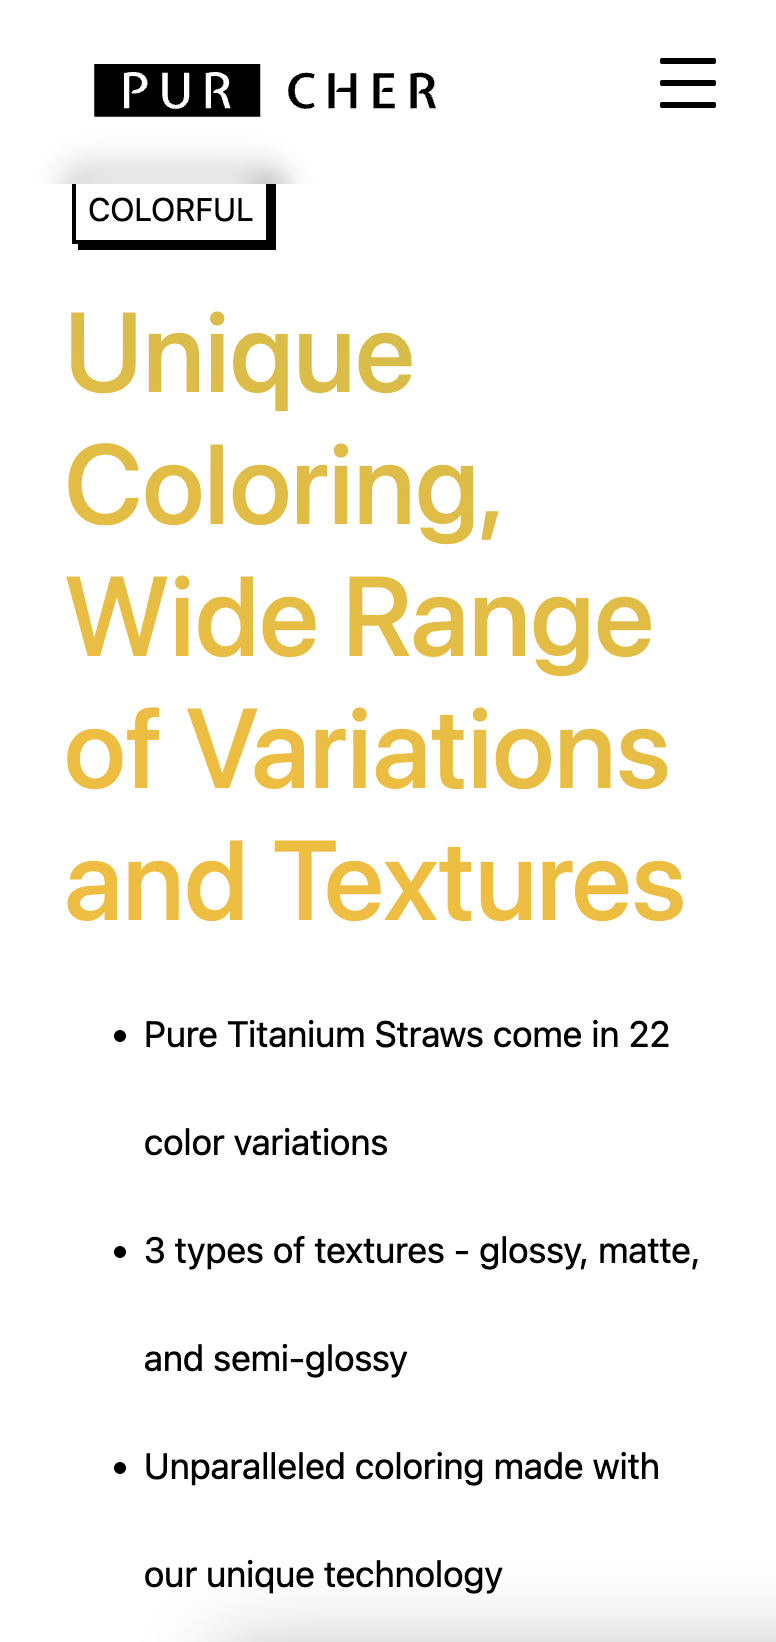 PUR CHER
COLORFUL
Unique
Coloring,
Wide Range
of Variations
and Textures
• Pure Titanium Straws come in 22
color variations
• 3 types of textures - glossy, matte,
and semi-glossy
• Unparalleled coloring made with
our unique technology